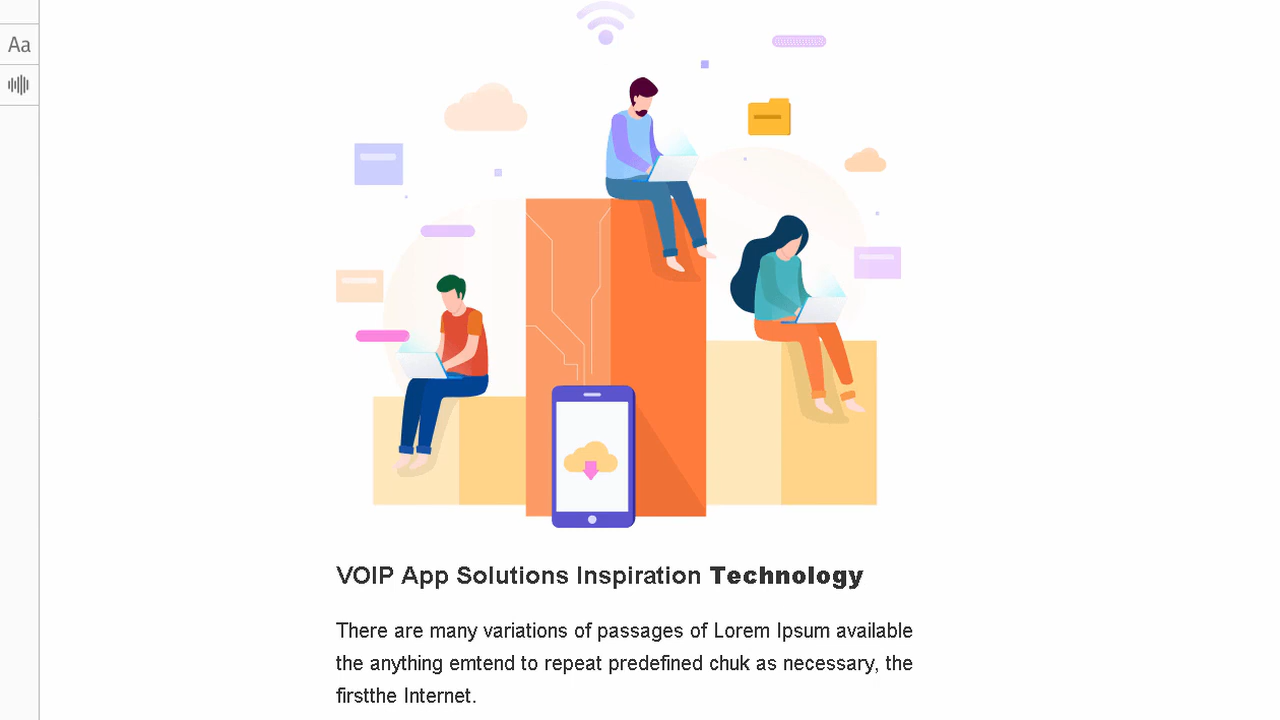 Aa
VOIP App Solutions Inspiration Technology
There are many variations of passages of Lorem Ipsum available
the anything emtend to repeat predefined chuk as necessary, the
firstthe Internet.